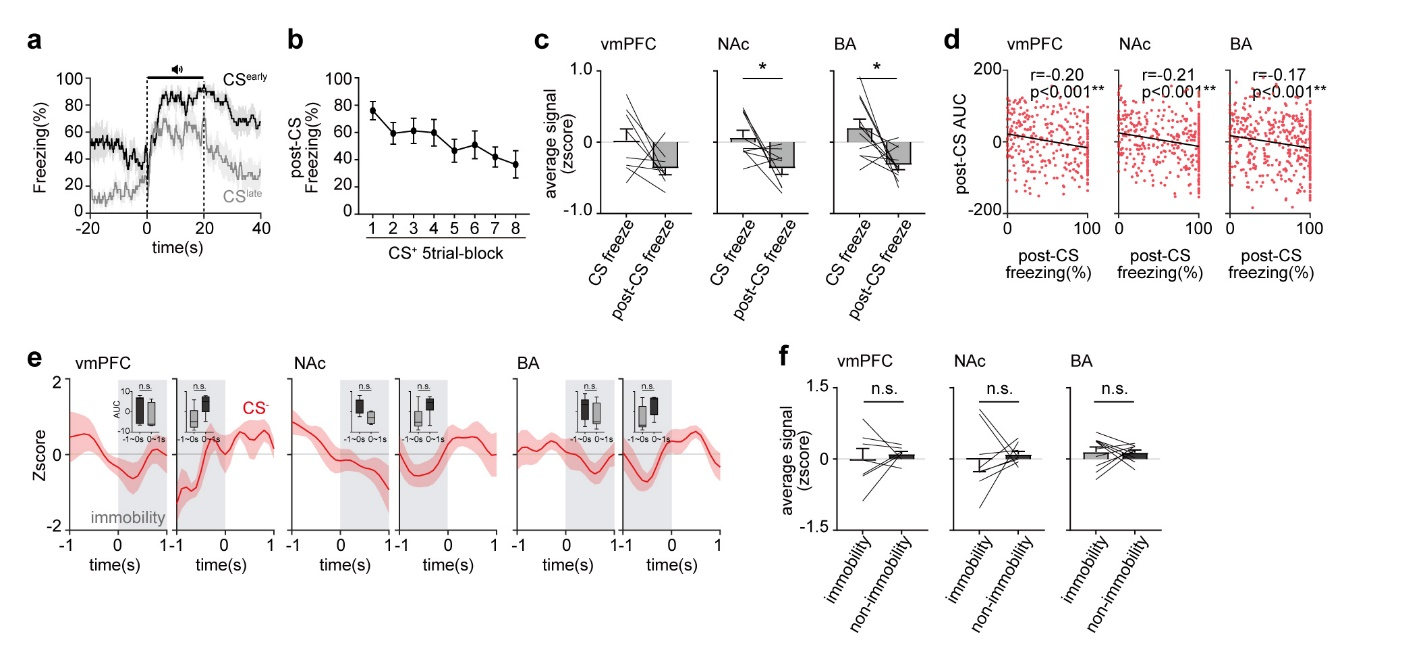 a
100
80
60
40
20
0
Freezing(%)
CSearly
CSlate
-20
0
20
40
time(s)
b
100
80
60
40
20
0
post-CS
Freezing(%)
1 2 3 4 5 6 7 8
CS+ 5trial-block
c
vmPFC
NAc
BA
1.0
0
-1.0
average signal
(zscore)
*
*
CS freeze
post-CS freeze
CS freeze
post-CS freeze
CS freeze
post-CS freeze
d
vmPFC
NAc
BA
200
0
-200
post-CS AUC
r=-0.20
p<0.001**
r=-0.21
p<0.001**
r=-0.17
p<0.001**
0 100
0 100
0 100
post-CS
freezing(%)
post-CS
freezing(%)
post-CS
freezing(%)
e
vmPFC
NAc
BA
2
0
-2
Zscore
n.s.
10
0
-10
AUC
-1~0s 0~1s
n.s.
-1~0s 0~1s
CS-
immobility
n.s.
-1~0s 0~1s
n.s.
-1~0s 0~1s
n.s.
-1~0s 0~1s
n.s.
-1~0s 0~1s
-1 0 1
-1 0 1
-1 0 1
-1 0 1
-1 0 1
-1 0 1
time(s)
time(s)
time(s)
time(s)
time(s)
time(s)
f
vmPFC
NAc
BA
1.5
0
-1.5
average signal
(zscore)
n.s.
n.s.
n.s.
immobility
non-immobility
immobility
non-immobility
immobility
non-immobility